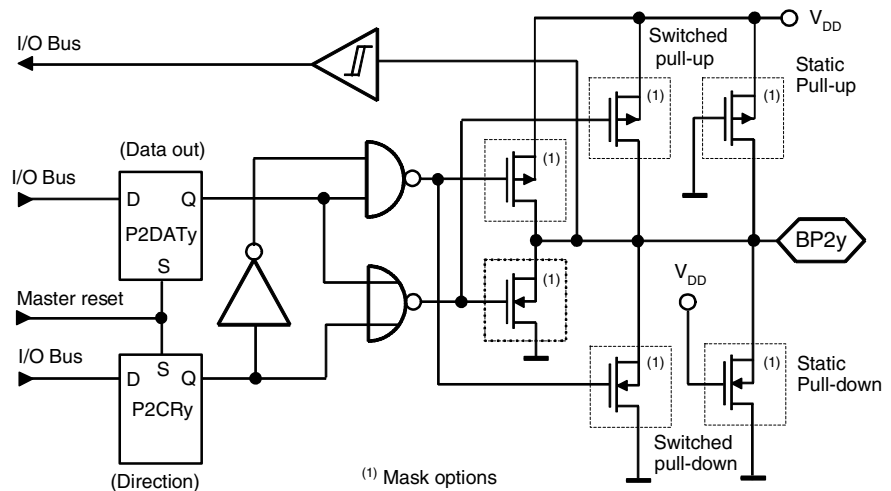 I/O Bus
Switched
pull-up
V_DD
(1)
Static
Pull-up
(1)
(Data out)
I/O Bus
(1)
D
Q
P2DATy
S
BP2y
(1)
V_DD
Master reset
I/O Bus
S
D
Q
P2CRy
(1)
(1)
Static
Pull-down
Switched
pull-down
(1) Mask options
(Direction)